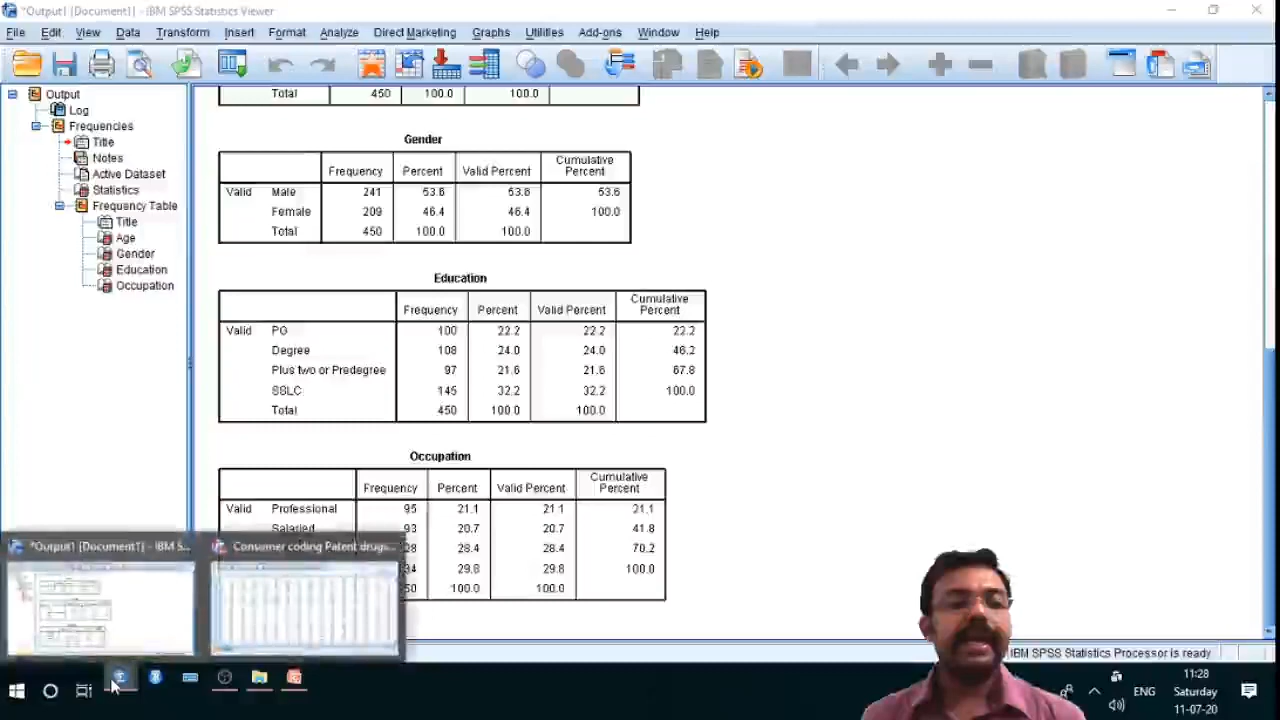 *Output1 [Document1] - IBM SPSS Statistics Viewer
File Edit View Data Transform Insert Format Analyze Direct Marketing Graphs Utilities Add-ons Window Help
Output
Log
Frequencies
Title
Notes
Active Dataset
Statistics
Frequency Table
Title
Age
Gender
Education
Occupation
Total 450 100.0 100.0
Gender
Frequency Percent Valid Percent Cumulative Percent
Valid Male 241 53.6 53.6 53.6
Female 209 46.4 46.4 100.0
Total 450 100.0 100.0
Education
Frequency Percent Valid Percent Cumulative Percent
Valid PG 100 22.2 22.2 22.2
Degree 108 24.0 24.0 46.2
Plus two or Predegree 97 21.6 21.6 67.8
SSLC 145 32.2 32.2 100.0
Total 450 100.0 100.0
Occupation
Frequency Percent Valid Percent Cumulative Percent
Valid Professional 95 21.1 21.1 21.1
Salaried 93 20.7 20.7 41.8
28 28.4 28.4 70.2
34 29.8 29.8 100.0
50 100.0 100.0
*Output1 [Document1] - IBM S...
Consumer coding Patent drugs...
IBM SPSS Statistics Processor is ready
ENG
11:28
Saturday
11-07-20